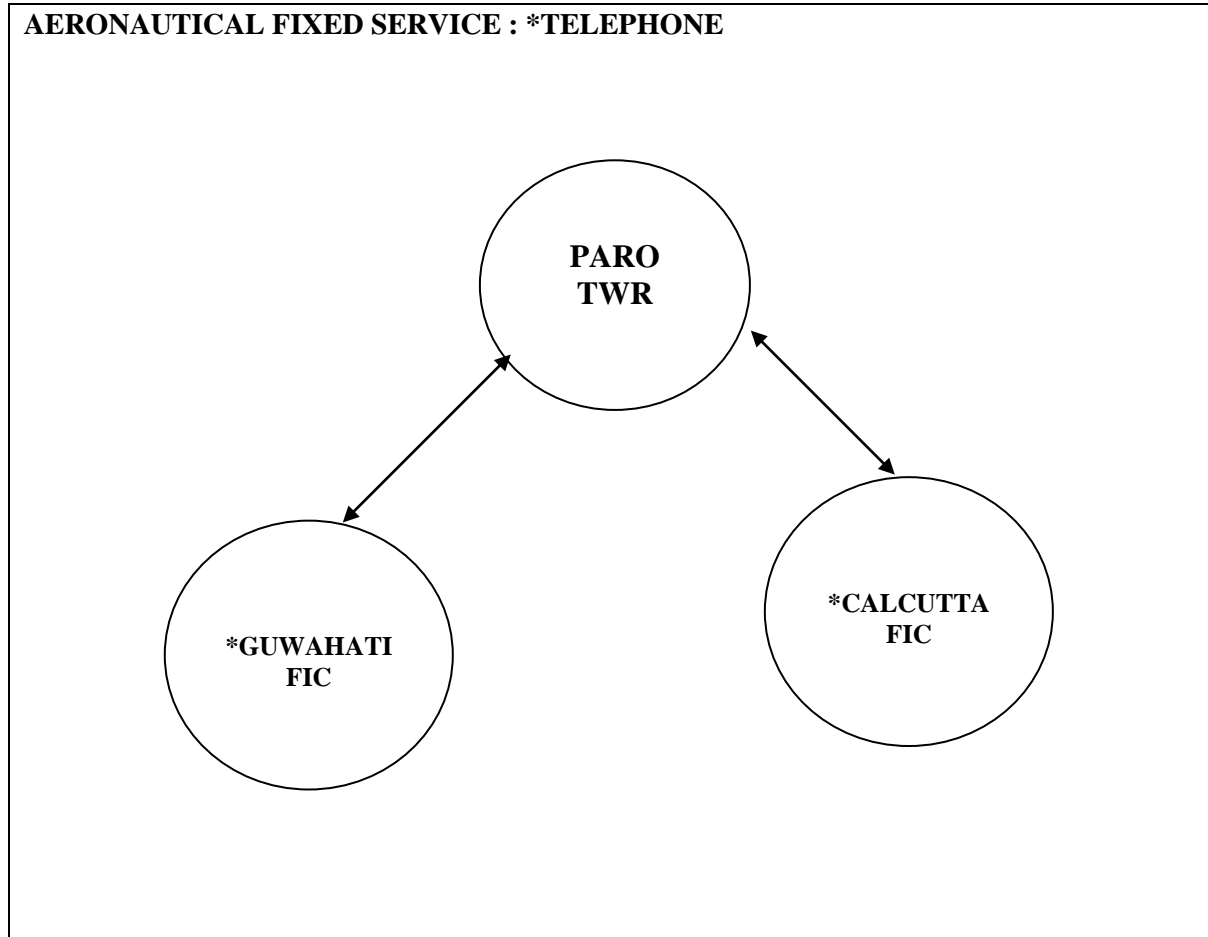 AERONAUTICAL FIXED SERVICE : *TELEPHONE
PARO
TWR
*GUWAHATI
FIC
*CALCUTTA
FIC